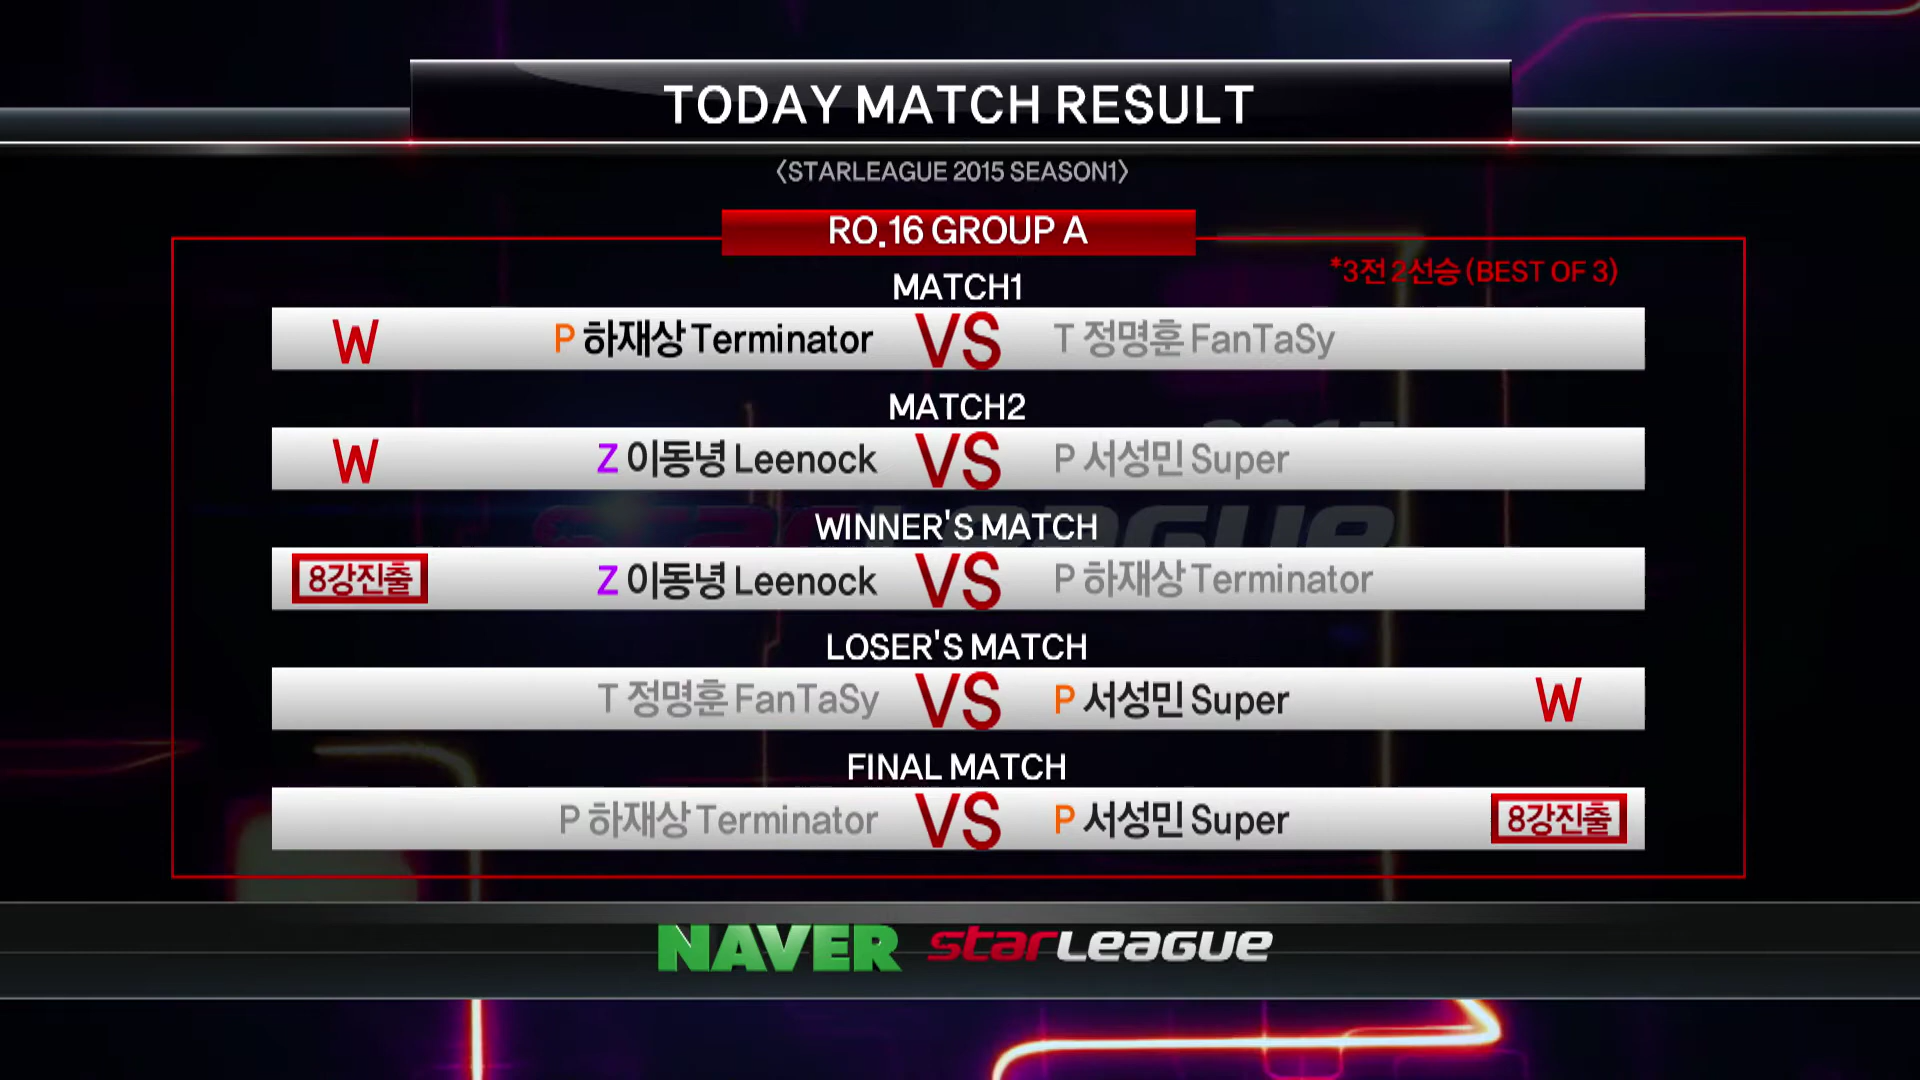 TODAY MATCH RESULT
〈STARLEAGUE 2015 SEASON1〉
RO.16 GROUP A
*3전 2선승 (BEST OF 3)
MATCH1
W P 하재상 Terminator VS T 정명훈 FanTaSy
MATCH2
W Z 이동녕 Leenock VS P 서성민 Super
WINNER'S MATCH
8강진출 Z 이동녕 Leenock VS P 하재상 Terminator
LOSER'S MATCH
T 정명훈 FanTaSy VS P 서성민 Super W
FINAL MATCH
P 하재상 Terminator VS P 서성민 Super 8강진출
NAVER starLeague